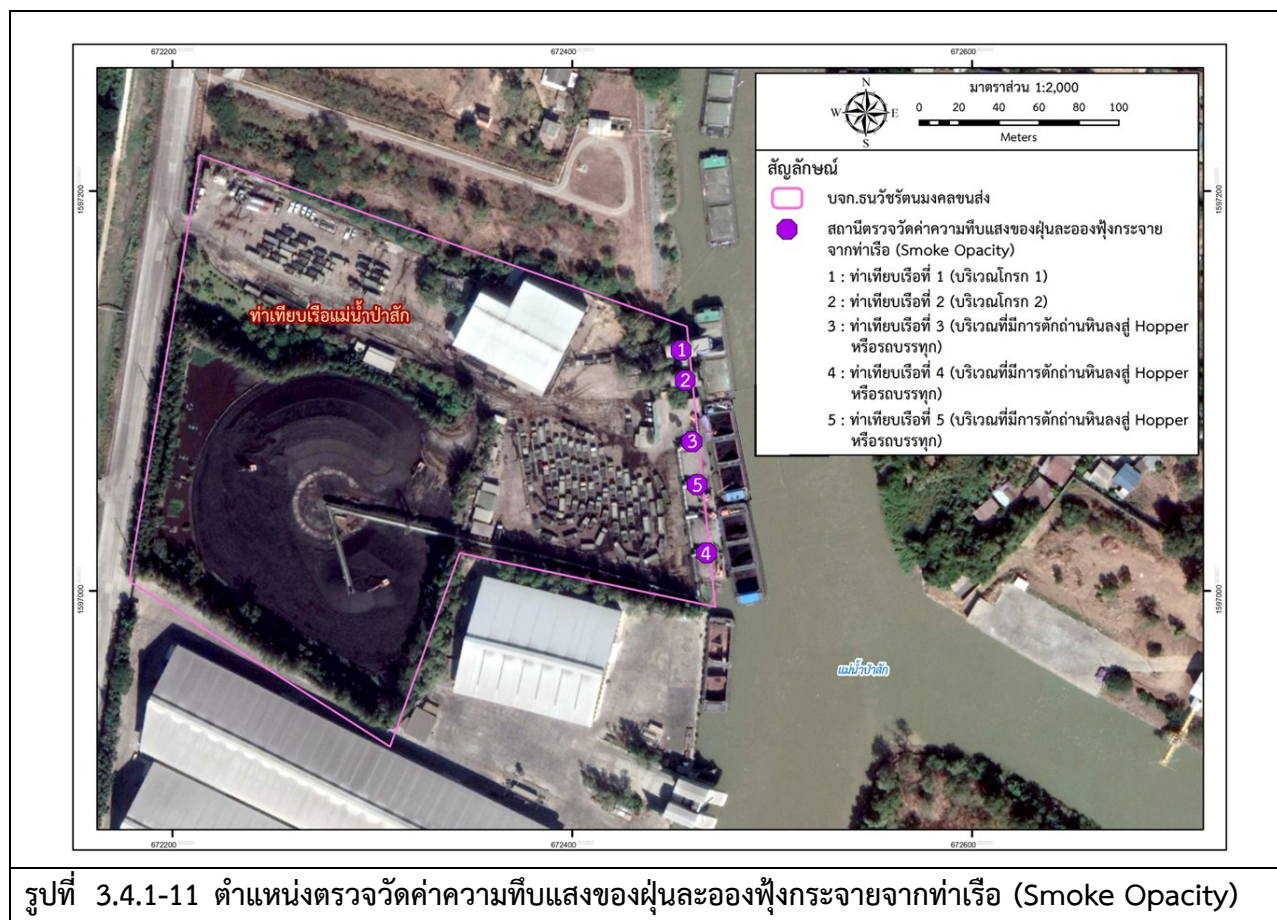 672200
672400
672600
N
W
E
S
มาตราส่วน 1:2,000
0 20 40 60 80 100
Meters
สัญลักษณ์
บจก.ธนวัชรัตนมงคลขนส่ง
สถานีตรวจวัดค่าความทึบแสงของฝุ่นละอองฟุ้งกระจาย
จากท่าเรือ (Smoke Opacity)
1 : ท่าเทียบเรือที่ 1 (บริเวณโกรก 1)
2 : ท่าเทียบเรือที่ 2 (บริเวณโกรก 2)
3 : ท่าเทียบเรือที่ 3 (บริเวณที่มีการตักถ่านหินลงสู่ Hopper
หรือรถบรรทุก)
4 : ท่าเทียบเรือที่ 4 (บริเวณที่มีการตักถ่านหินลงสู่ Hopper
หรือรถบรรทุก)
5 : ท่าเทียบเรือที่ 5 (บริเวณที่มีการตักถ่านหินลงสู่ Hopper
หรือรถบรรทุก)
1597200
1597200
ท่าเทียบเรือแม่น้ำป่าสัก
1
2
3
5
4
1597000
1597000
แม่น้ำป่าสัก
672200
672400
672600
รูปที่ 3.4.1-11 ตำแหน่งตรวจวัดค่าความทึบแสงของฝุ่นละอองฟุ้งกระจายจากท่าเรือ (Smoke Opacity)